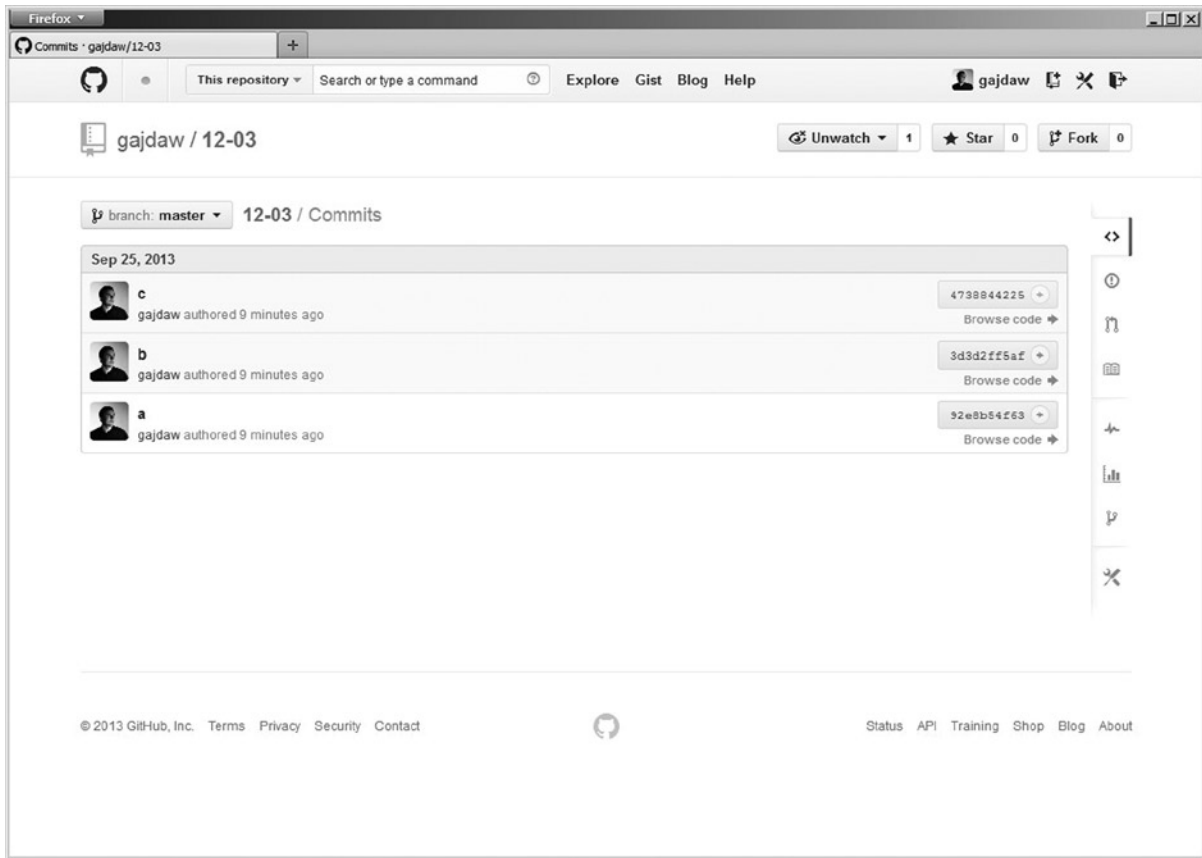 Firefox
Commits · gajdaw/12-03
This repository Search or type a command Explore Gist Blog Help gajdaw
gajdaw / 12-03 Unwatch 1 Star 0 Fork 0
branch: master 12-03 / Commits
Sep 25, 2013
c 4738844225
gajdaw authored 9 minutes ago Browse code
b 3d3d2ff5af
gajdaw authored 9 minutes ago Browse code
a 92e8b54f63
gajdaw authored 9 minutes ago Browse code
© 2013 GitHub, Inc. Terms Privacy Security Contact Status API Training Shop Blog About